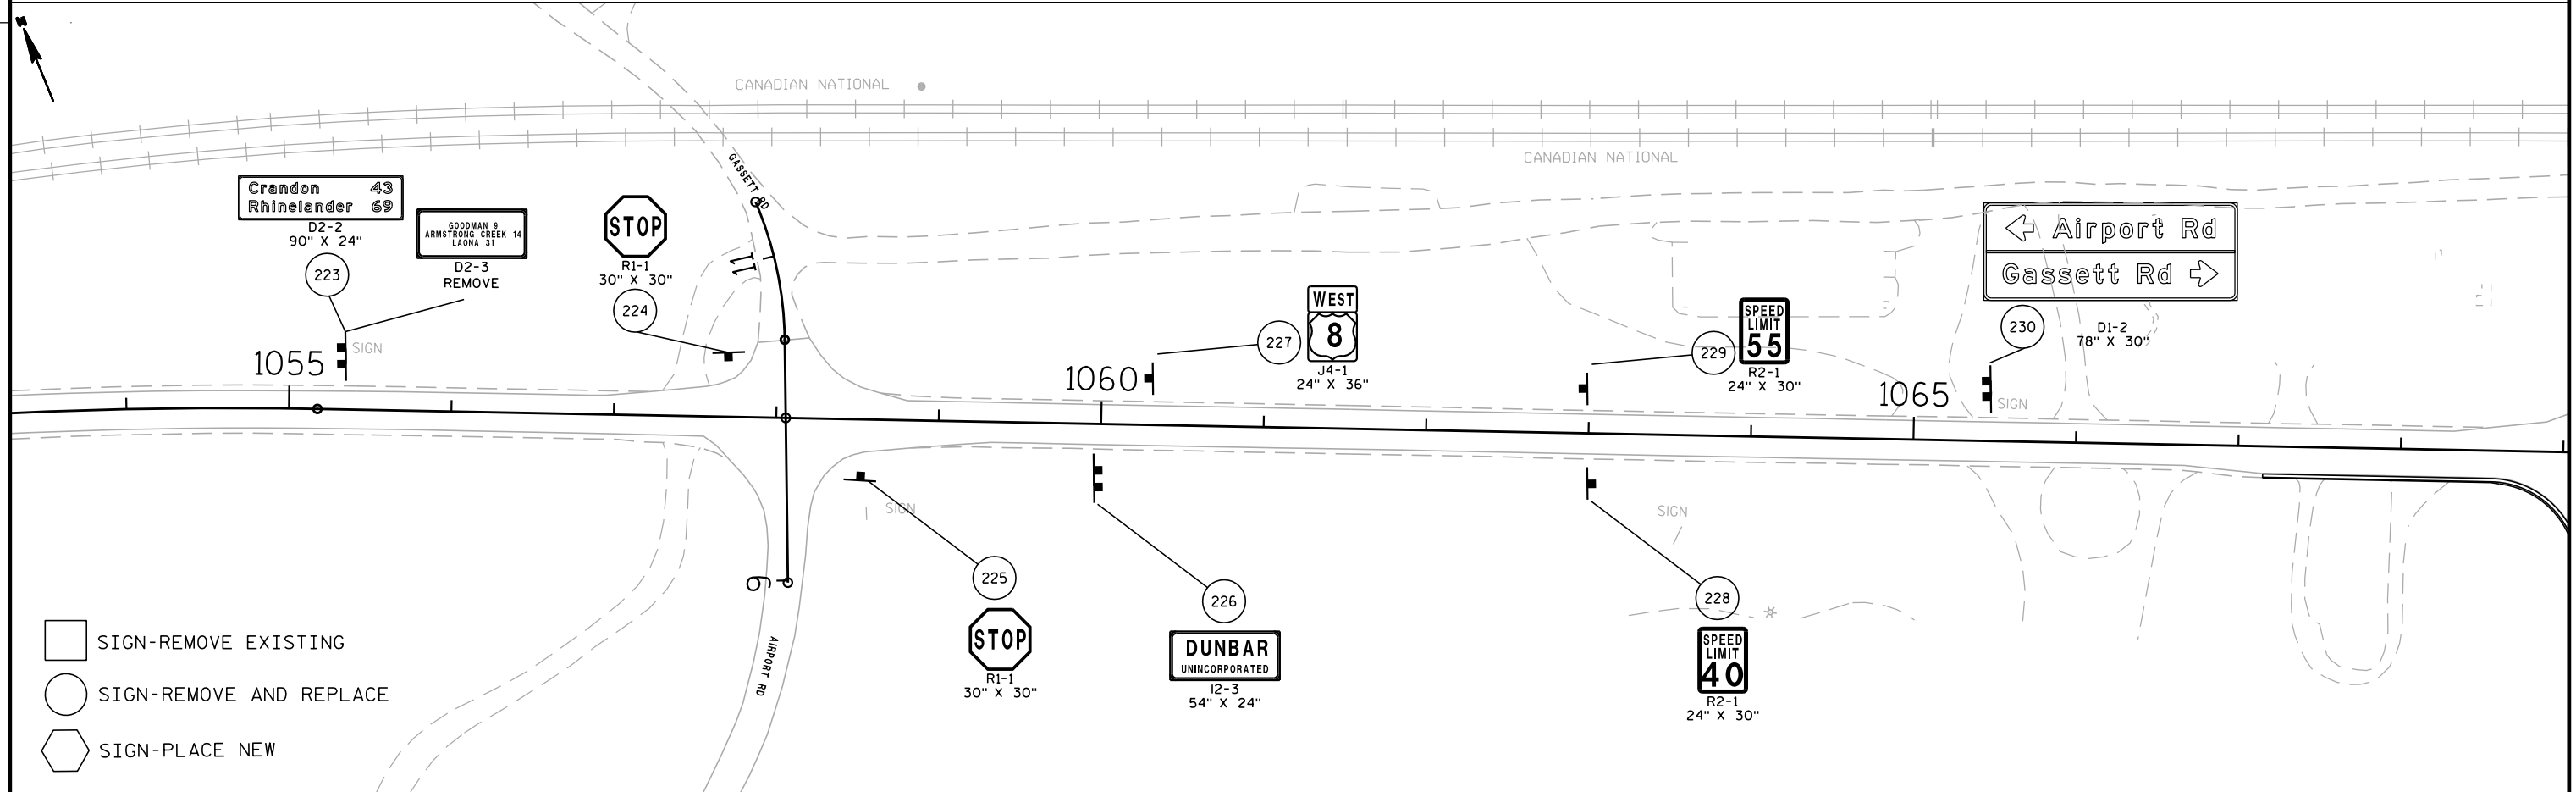 CANADIAN NATIONAL
CANADIAN NATIONAL
Crandon 43
Rhinelander 69
D2-2
90" X 24"
223
GOODMAN 9
ARMSTRONG CREEK 14
LAONA 31
D2-3
REMOVE
SIGN
1055
STOP
R1-1
30" X 30"
224
GASSETT RD
11
WEST
8
J4-1
24" X 36"
227
1060
SPEED
LIMIT
55
R2-1
24" X 30"
229
1065
Airport Rd
Gassett Rd
D1-2
78" X 30"
230
SIGN
SIGN
225
STOP
R1-1
30" X 30"
226
DUNBAR
UNINCORPORATED
I2-3
54" X 24"
SIGN
228
SPEED
LIMIT
40
R2-1
24" X 30"
9
AIRPORT RD
SIGN-REMOVE EXISTING
SIGN-REMOVE AND REPLACE
SIGN-PLACE NEW